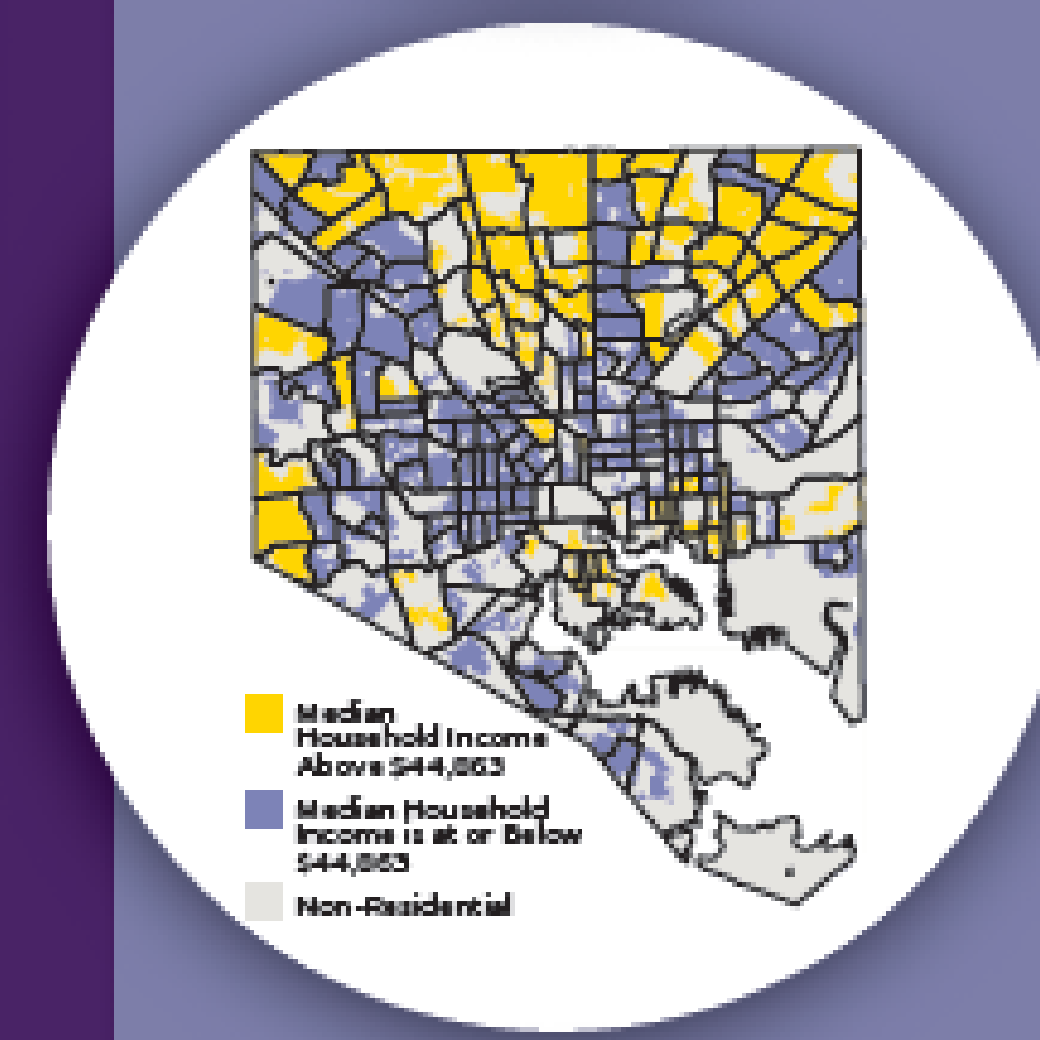 Median
Household Income
Above $44,863
Median Household
Income is at or Below
$44,863
Non-Residential